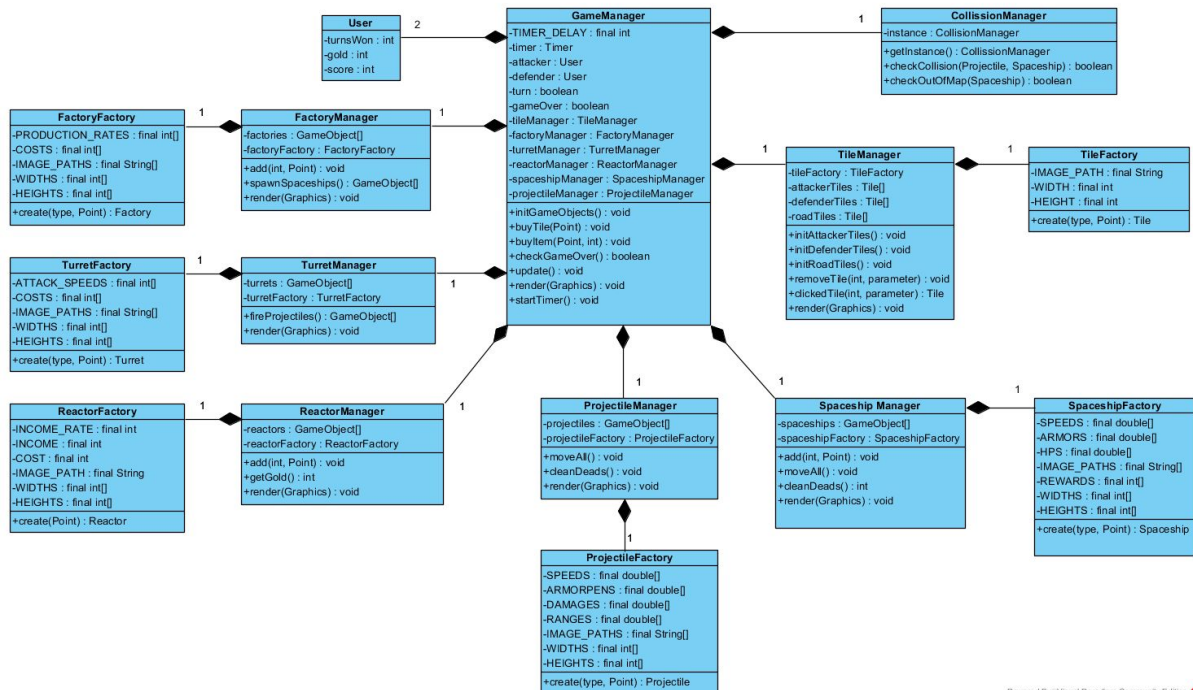 User
-turnsWon : int
-gold : int
-score : int
2
GameManager
-TIMER_DELAY : final int
-timer : Timer
-attacker : User
-defender : User
-turn : boolean
-gameOver : boolean
-tileManager : TileManager
-factoryManager : FactoryManager
-turretManager : TurretManager
-reactorManager : ReactorManager
-spaceshipManager : SpaceshipManager
-projectileManager : ProjectileManager
+initGameObjects() : void
+buyTile(Point) : void
+buyItem(Point, int) : void
+checkGameOver() : boolean
+update() : void
+render(Graphics) : void
+startTimer() : void
1
CollissionManager
-instance : CollisionManager
+getInstance() : CollissionManager
+checkCollision(Projectile, Spaceship) : boolean
+checkOutOfMap(Spaceship) : boolean
FactoryFactory
-PRODUCTION_RATES : final int[]
-COSTS : final int[]
-IMAGE_PATHS : final String[]
-WIDTHS : final int[]
-HEIGHTS : final int[]
+create(type, Point) : Factory
1
FactoryManager
-factories : GameObject[]
-factoryFactory : FactoryFactory
+add(int, Point) : void
+spawnSpaceships() : GameObject[]
+render(Graphics) : void
1
1
TileManager
-tileFactory : TileFactory
-attackerTiles : Tile[]
-defenderTiles : Tile[]
-roadTiles : Tile[]
+initAttackerTiles() : void
+initDefenderTiles() : void
+initRoadTiles() : void
+removeTile(int, parameter) : void
+clickedTile(int, parameter) : Tile
+render(Graphics) : void
1
TileFactory
-IMAGE_PATH : final String
-WIDTH : final int
-HEIGHT : final int
+create(type, Point) : Tile
TurretFactory
-ATTACK_SPEEDS : final int[]
-COSTS : final int[]
-IMAGE_PATHS : final String[]
-WIDTHS : final int[]
-HEIGHTS : final int[]
+create(type, Point) : Turret
1
TurretManager
-turrets : GameObject[]
-turretFactory : TurretFactory
+fireProjectiles() : GameObject[]
+render(Graphics) : void
1
ReactorFactory
-INCOME_RATE : final int
-INCOME : final int
-COST : final int
-IMAGE_PATH : final String
-WIDTHS : final int[]
-HEIGHTS : final int[]
+create(Point) : Reactor
1
ReactorManager
-reactors : GameObject[]
-reactorFactory : ReactorFactory
+add(int, Point) : void
+getGold() : int
+render(Graphics) : void
1
1
ProjectileManager
-projectiles : GameObject[]
-projectileFactory : ProjectileFactory
+moveAll() : void
+cleanDeads() : void
+render(Graphics) : void
1
Spaceship Manager
-spaceships : GameObject[]
-spaceshipFactory : SpaceshipFactory
+add(int, Point) : void
+moveAll() : void
+cleanDeads() : int
+render(Graphics) : void
1
SpaceshipFactory
-SPEEDS : final double[]
-ARMORS : final double[]
-HPS : final double[]
-IMAGE_PATHS : final String[]
-REWARDS : final int[]
-WIDTHS : final int[]
-HEIGHTS : final int[]
+create(type, Point) : Spaceship
1
ProjectileFactory
-SPEEDS : final double[]
-ARMORPENS : final double[]
-DAMAGES : final double[]
-RANGES : final double[]
-IMAGE_PATHS : final String[]
-WIDTHS : final int[]
-HEIGHTS : final int[]
+create(type, Point) : Projectile